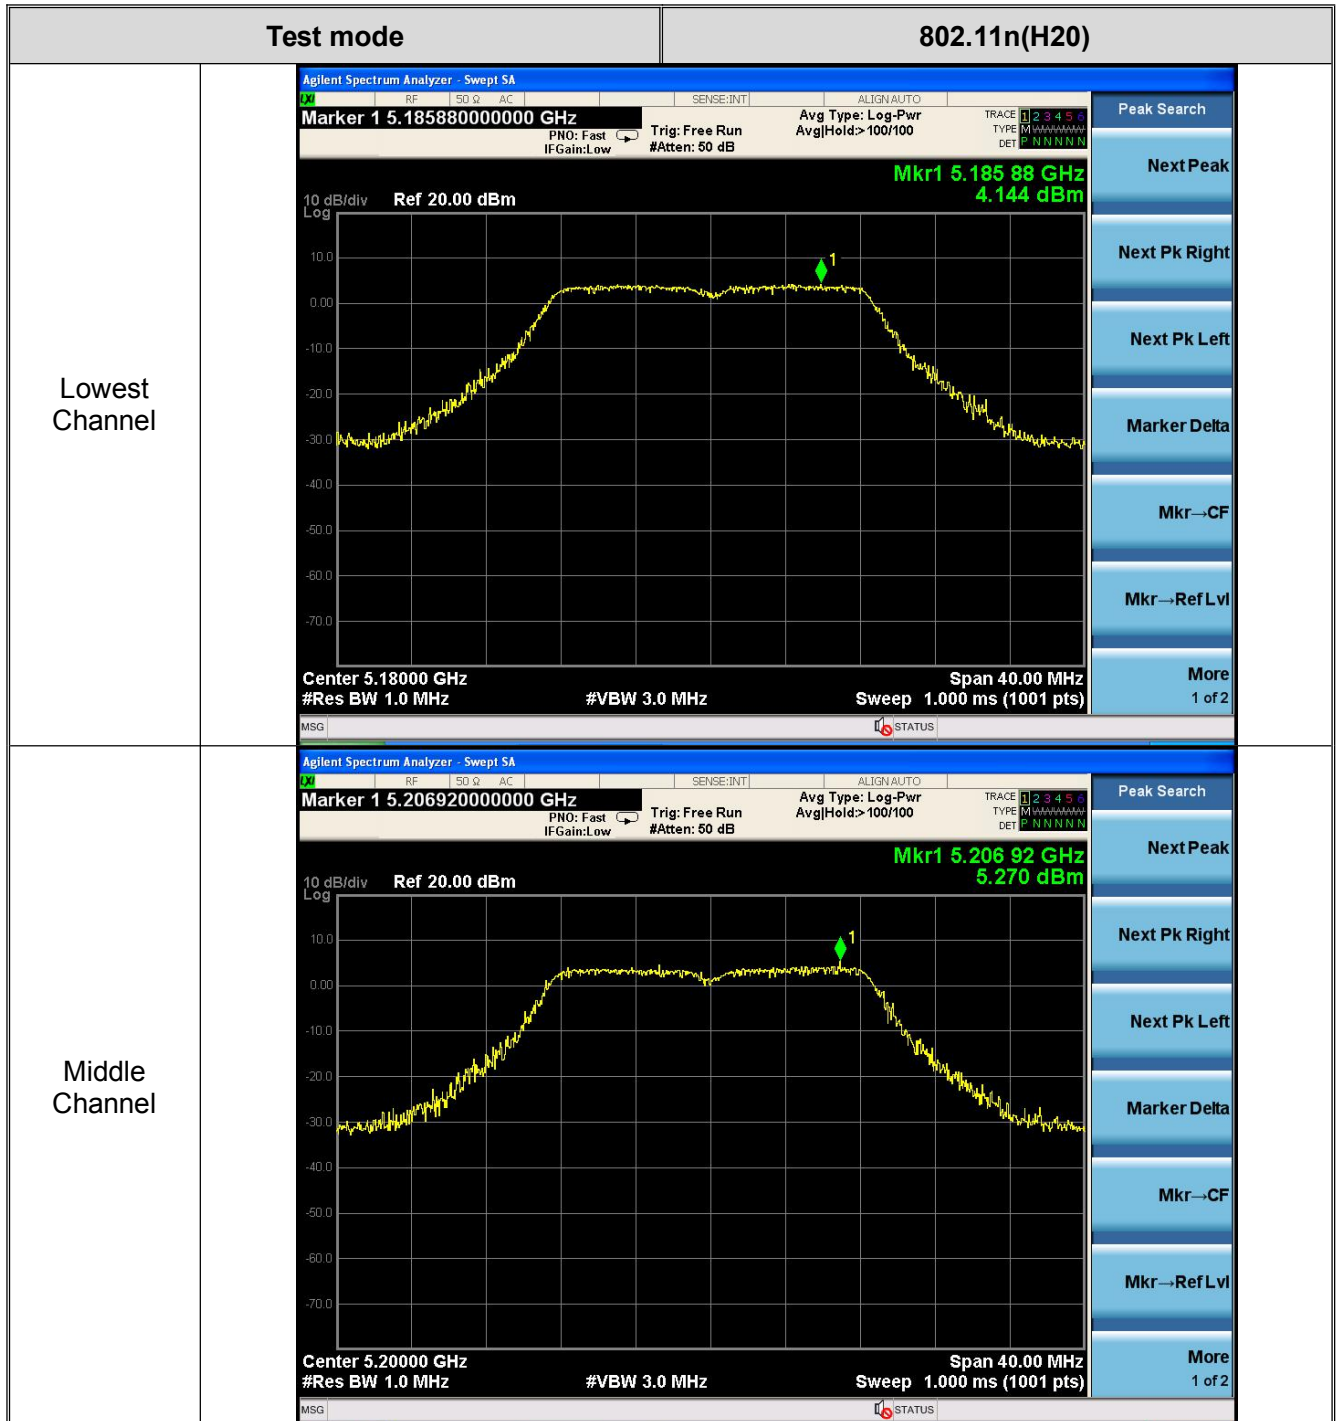 Test mode 802.11n(H20)
Lowest
Channel
Agilent Spectrum Analyzer - Swept SA
LXI RF 50 Ω AC SENSE:INT ALIGN AUTO
Marker 1 5.185880000000 GHz
PNO: Fast
IFGain:Low
Trig: Free Run
#Atten: 50 dB
Avg Type: Log-Pwr
Avg|Hold:>100/100
TRACE 1 2 3 4 5 6
TYPE M WWWWW
DET P N N N N N
Mkr1 5.185 88 GHz
4.144 dBm
10 dB/div Ref 20.00 dBm
Log
10.0
0.00
-10.0
-20.0
-30.0
-40.0
-50.0
-60.0
-70.0
1
Center 5.18000 GHz Span 40.00 MHz
#Res BW 1.0 MHz #VBW 3.0 MHz Sweep 1.000 ms (1001 pts)
MSG STATUS
Peak Search
Next Peak
Next Pk Right
Next Pk Left
Marker Delta
Mkr→CF
Mkr→Ref Lvl
More
1 of 2
Middle
Channel
Agilent Spectrum Analyzer - Swept SA
LXI RF 50 Ω AC SENSE:INT ALIGN AUTO
Marker 1 5.206920000000 GHz
PNO: Fast
IFGain:Low
Trig: Free Run
#Atten: 50 dB
Avg Type: Log-Pwr
Avg|Hold:>100/100
TRACE 1 2 3 4 5 6
TYPE M WWWWW
DET P N N N N N
Mkr1 5.206 92 GHz
5.270 dBm
10 dB/div Ref 20.00 dBm
Log
10.0
0.00
-10.0
-20.0
-30.0
-40.0
-50.0
-60.0
-70.0
1
Center 5.20000 GHz Span 40.00 MHz
#Res BW 1.0 MHz #VBW 3.0 MHz Sweep 1.000 ms (1001 pts)
MSG STATUS
Peak Search
Next Peak
Next Pk Right
Next Pk Left
Marker Delta
Mkr→CF
Mkr→Ref Lvl
More
1 of 2